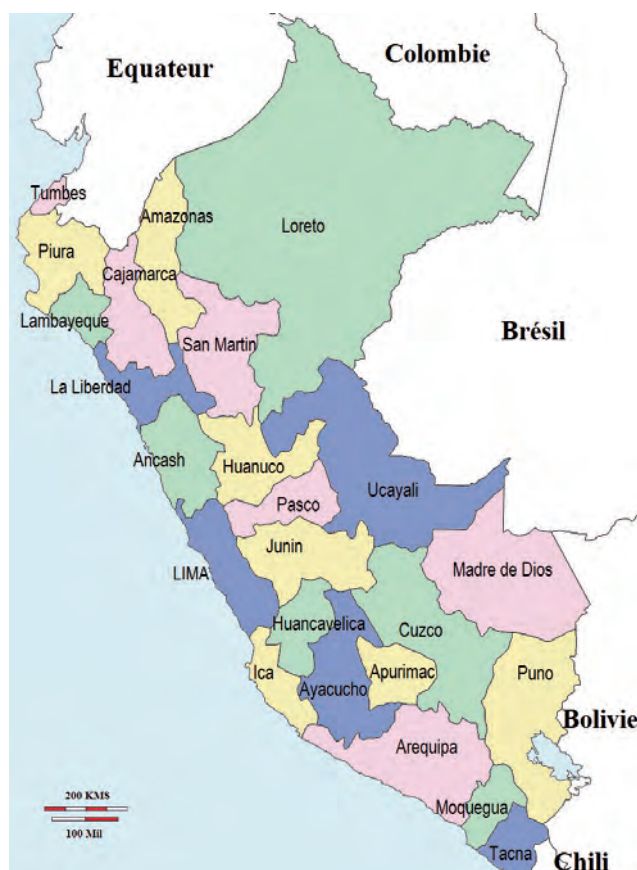 Colombie
Equateur
Tumbes
Amazonas
Loreto
Piura
Cajamarca
Lambayeque
San Martin
Brésil
La Liberdad
Ancash
Huanuco
Ucayali
Pasco
Junin
LIMA
Madre de Dios
Huancavelica
Cuzco
Ica
Apurimac
Puno
Ayacucho
Bolivie
Arequipa
200 KMS
Moquegua
100 Mil
Tacna
Chili